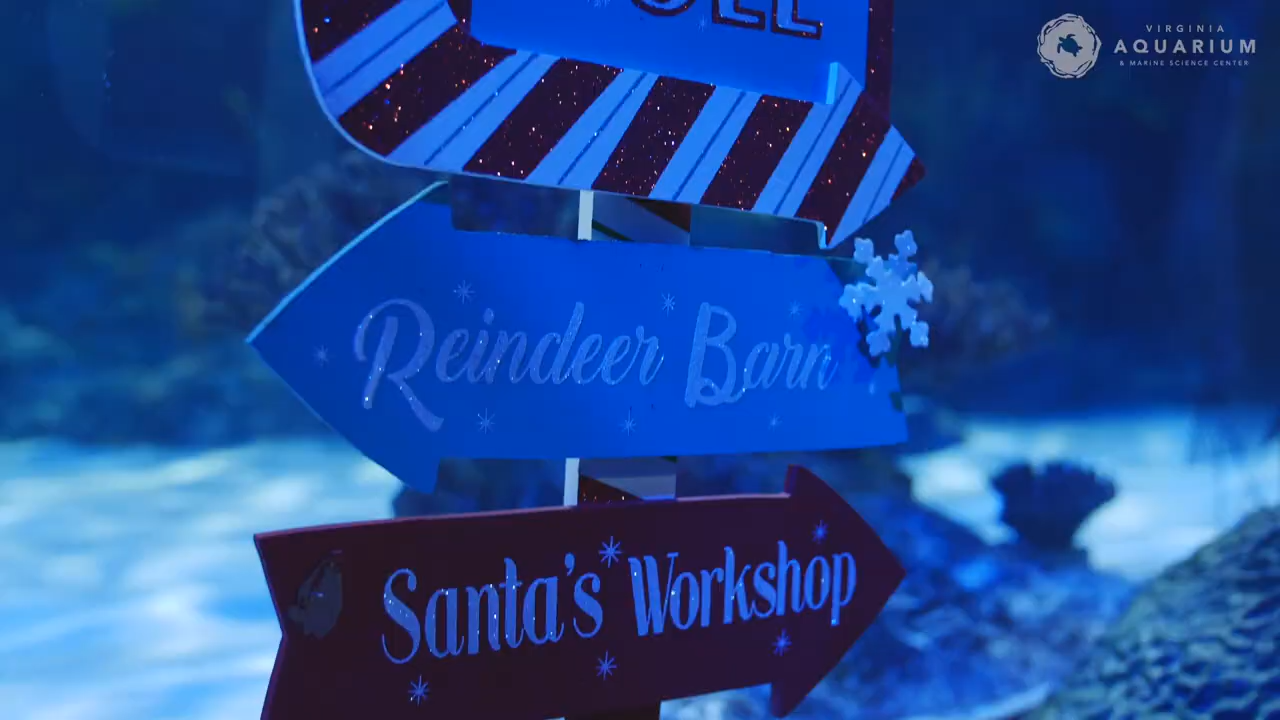 VIRGINIA
AQUARIUM
& MARINE SCIENCE CENTER
Reindeer Barn
Santa's Workshop